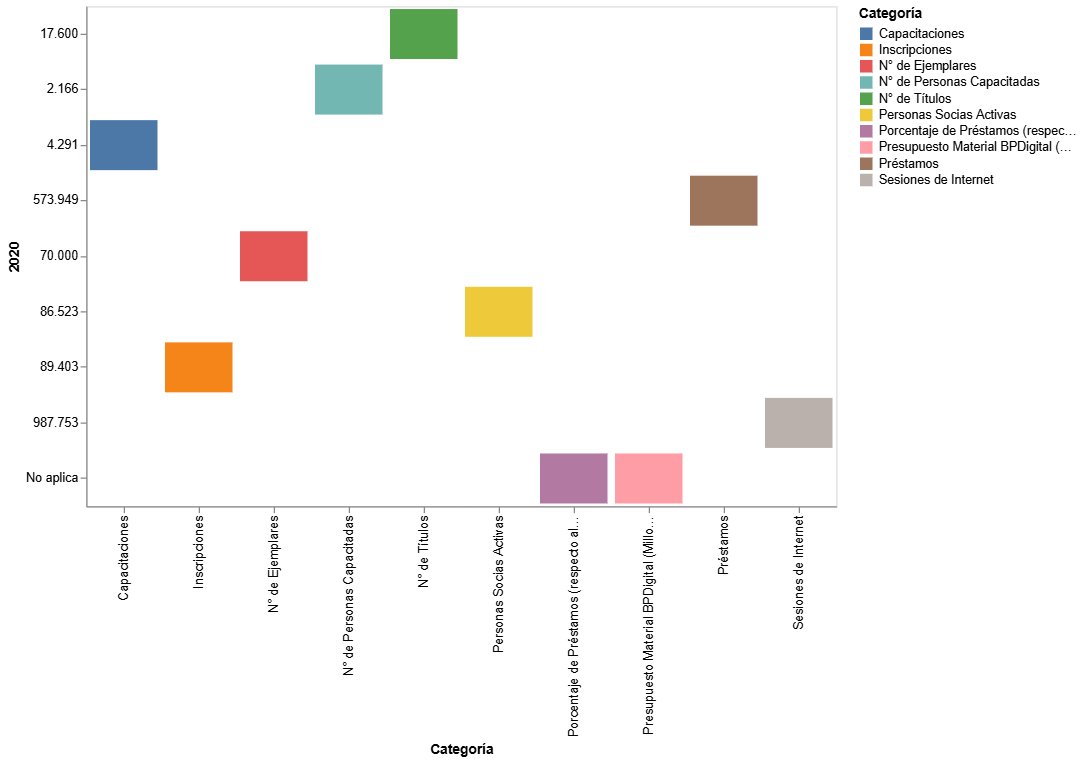 17.600
2.166
4.291
573.949
70.000
86.523
89.403
987.753
No aplica
2020
Capacitaciones
Inscripciones
N° de Ejemplares
N° de Personas Capacitadas
N° de Títulos
Personas Socias Activas
Porcentaje de Préstamos (respecto al…
Presupuesto Material BPDigital (Millo…
Préstamos
Sesiones de Internet
Categoría
Categoría
Capacitaciones
Inscripciones
N° de Ejemplares
N° de Personas Capacitadas
N° de Títulos
Personas Socias Activas
Porcentaje de Préstamos (respec…
Presupuesto Material BPDigital (…
Préstamos
Sesiones de Internet